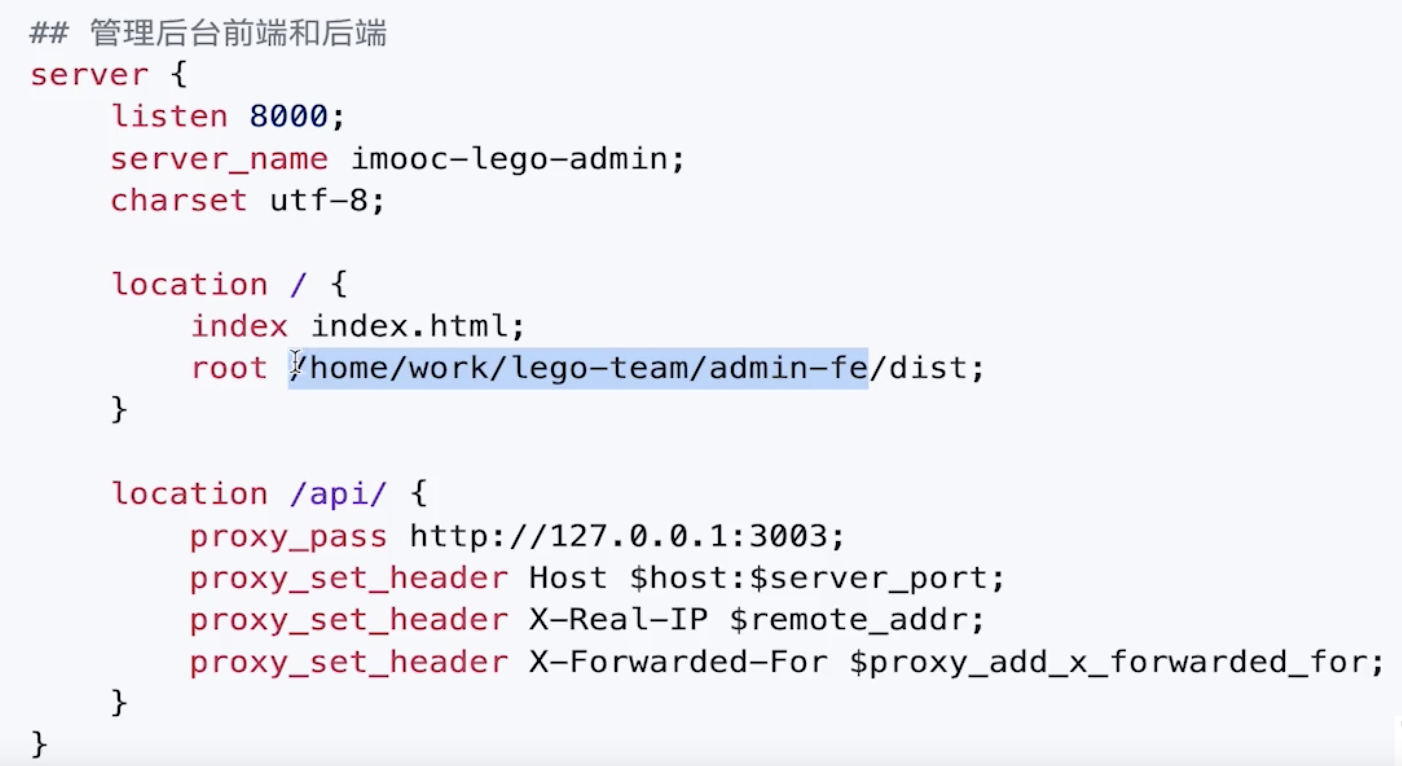 ## 管理后台前端和后端
server {
listen 8000;
server_name imooc-lego-admin;
charset utf-8;
location / {
index index.html;
root /home/work/lego-team/admin-fe/dist;
}
location /api/ {
proxy_pass http://127.0.0.1:3003;
proxy_set_header Host $host:$server_port;
proxy_set_header X-Real-IP $remote_addr;
proxy_set_header X-Forwarded-For $proxy_add_x_forwarded_for;
}
}